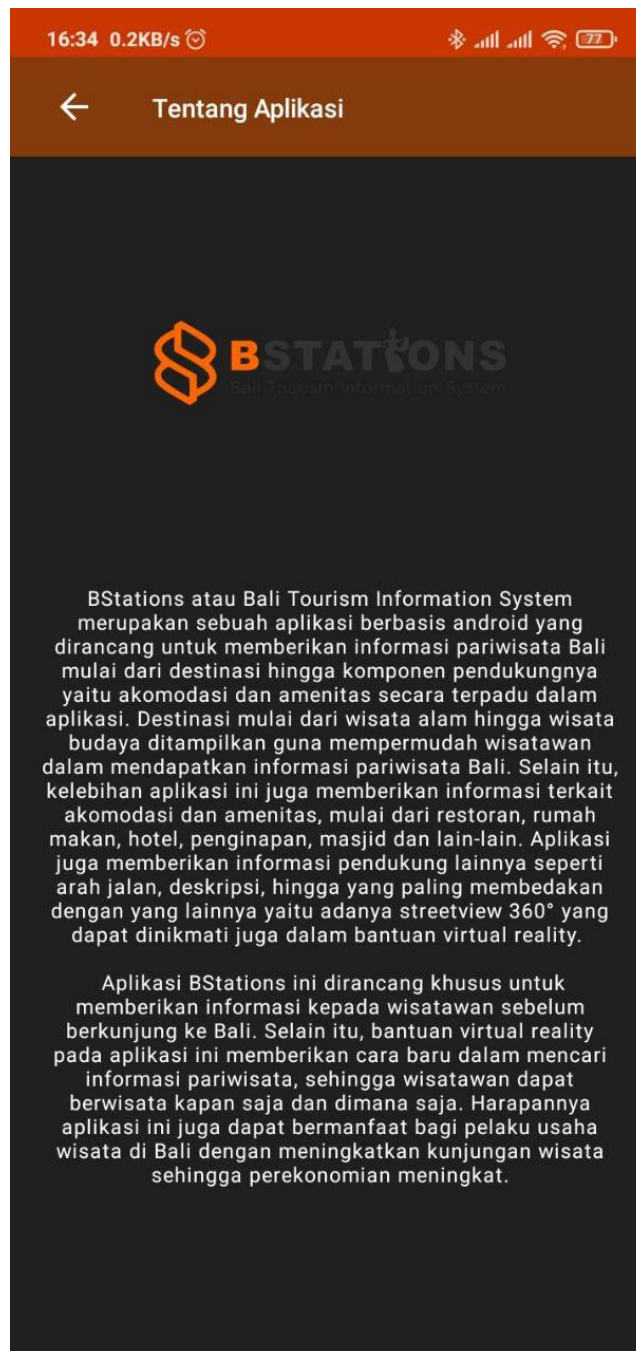 16:34 0.2KB/s
77
Tentang Aplikasi
BSTATIONS
Bali Tourism Information System
BStations atau Bali Tourism Information System
merupakan sebuah aplikasi berbasis android yang
dirancang untuk memberikan informasi pariwisata Bali
mulai dari destinasi hingga komponen pendukungnya
yaitu akomodasi dan amenitas secara terpadu dalam
aplikasi. Destinasi mulai dari wisata alam hingga wisata
budaya ditampilkan guna mempermudah wisatawan
dalam mendapatkan informasi pariwisata Bali. Selain itu,
kelebihan aplikasi ini juga memberikan informasi terkait
akomodasi dan amenitas, mulai dari restoran, rumah
makan, hotel, penginapan, masjid dan lain-lain. Aplikasi
juga memberikan informasi pendukung lainnya seperti
arah jalan, deskripsi, hingga yang paling membedakan
dengan yang lainnya yaitu adanya streetview 360° yang
dapat dinikmati juga dalam bantuan virtual reality.
Aplikasi BStations ini dirancang khusus untuk
memberikan informasi kepada wisatawan sebelum
berkunjung ke Bali. Selain itu, bantuan virtual reality
pada aplikasi ini memberikan cara baru dalam mencari
informasi pariwisata, sehingga wisatawan dapat
berwisata kapan saja dan dimana saja. Harapannya
aplikasi ini juga dapat bermanfaat bagi pelaku usaha
wisata di Bali dengan meningkatkan kunjungan wisata
sehingga perekonomian meningkat.